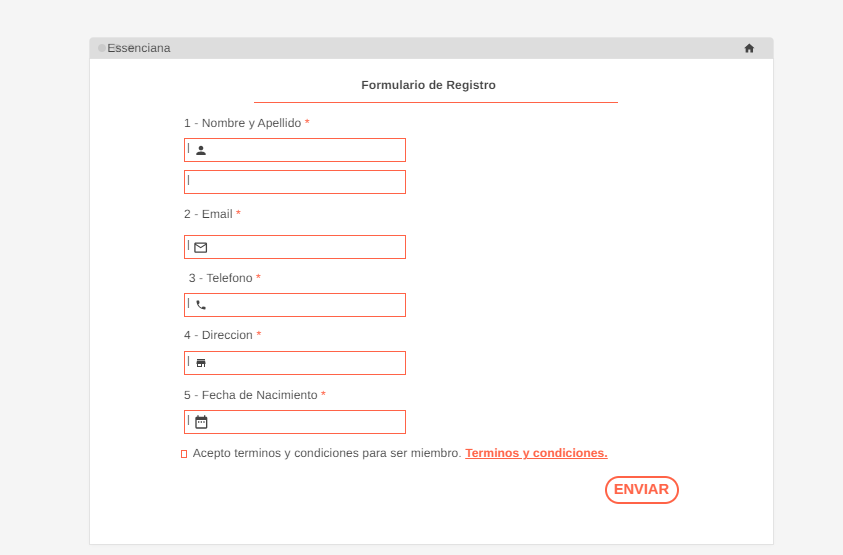 Essenciana
Formulario de Registro
1 - Nombre y Apellido *
2 - Email *
3 - Telefono *
4 - Direccion *
5 - Fecha de Nacimiento *
Acepto terminos y condiciones para ser miembro. Terminos y condiciones.
ENVIAR